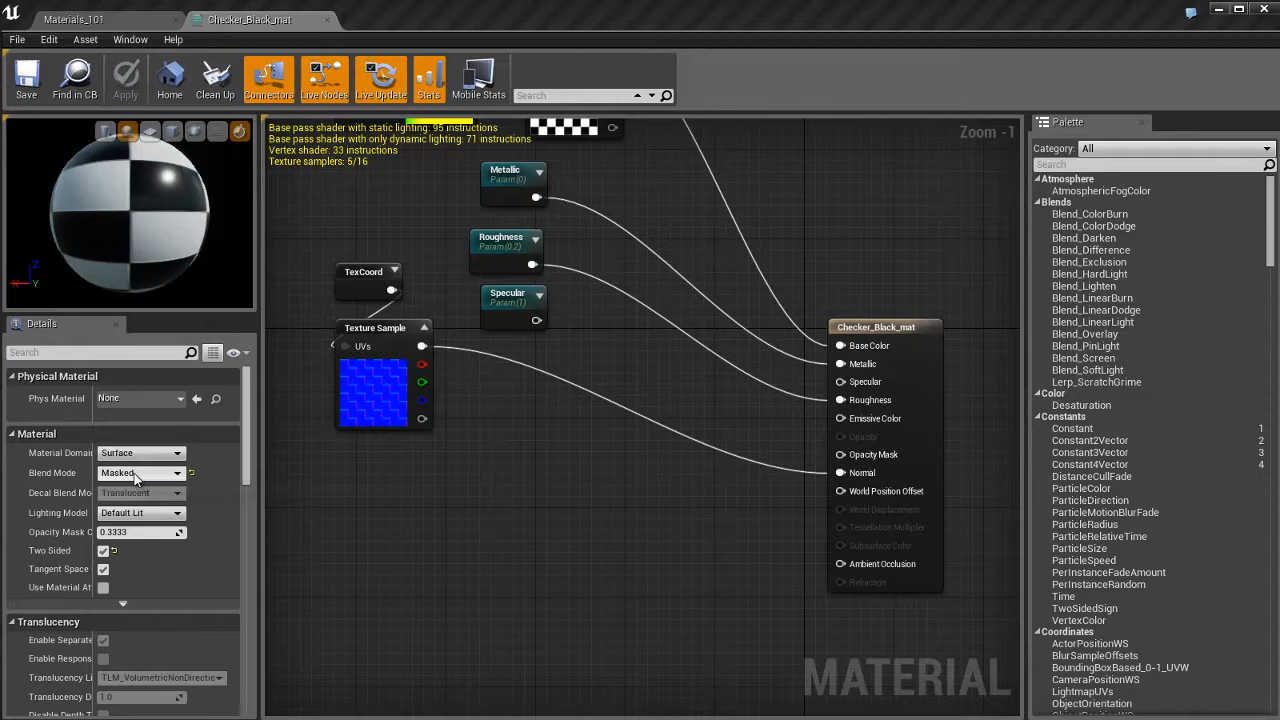 Materials_101
Checker_Black_mat
File Edit Asset Window Help
Save Find in CB Apply Home Clean Up Connectors Live Nodes Live Update Stats Mobile Stats Search
Base pass shader with static lighting: 95 instructions
Base pass shader with only dynamic lighting: 71 instructions
Vertex shader: 33 instructions
Texture samplers: 5/16
Zoom -1
X Y Z
Metallic
Param (0)
Roughness
Param (0.2)
Specular
Param (1)
TexCoord
Texture Sample
UVs
Checker_Black_mat
Base Color
Metallic
Specular
Roughness
Emissive Color
Opacity
Opacity Mask
Normal
World Position Offset
World Displacement
Tessellation Multiplier
Subsurface Color
Ambient Occlusion
Refraction
MATERIAL
Details
Search
Physical Material
Phys Material None
Material
Material Domain Surface
Blend Mode Masked
Decal Blend Mo Translucent
Lighting Model Default Lit
Opacity Mask C 0.3333
Two Sided
Tangent Space
Use Material At
Translucency
Enable Separate
Enable Respons
Translucency Li TLM_VolumetricNonDirectic
Translucency D 1.0
Disable Depth T
Palette
Category: All
Search
Atmosphere
AtmosphericFogColor
Blends
Blend_ColorBurn
Blend_ColorDodge
Blend_Darken
Blend_Difference
Blend_Exclusion
Blend_HardLight
Blend_Lighten
Blend_LinearBurn
Blend_LinearDodge
Blend_LinearLight
Blend_Overlay
Blend_PinLight
Blend_Screen
Blend_SoftLight
Lerp_ScratchGrime
Color
Desaturation
Constants
Constant 1
Constant2Vector 2
Constant3Vector 3
Constant4Vector 4
DistanceCullFade
ParticleColor
ParticleDirection
ParticleMotionBlurFade
ParticleRadius
ParticleRelativeTime
ParticleSize
ParticleSpeed
PerInstanceFadeAmount
PerInstanceRandom
Time
TwoSidedSign
VertexColor
Coordinates
ActorPositionWS
BlurSampleOffsets
BoundingBoxBased_0-1_UVW
CameraPositionWS
LightmapUVs
ObjectOrientation